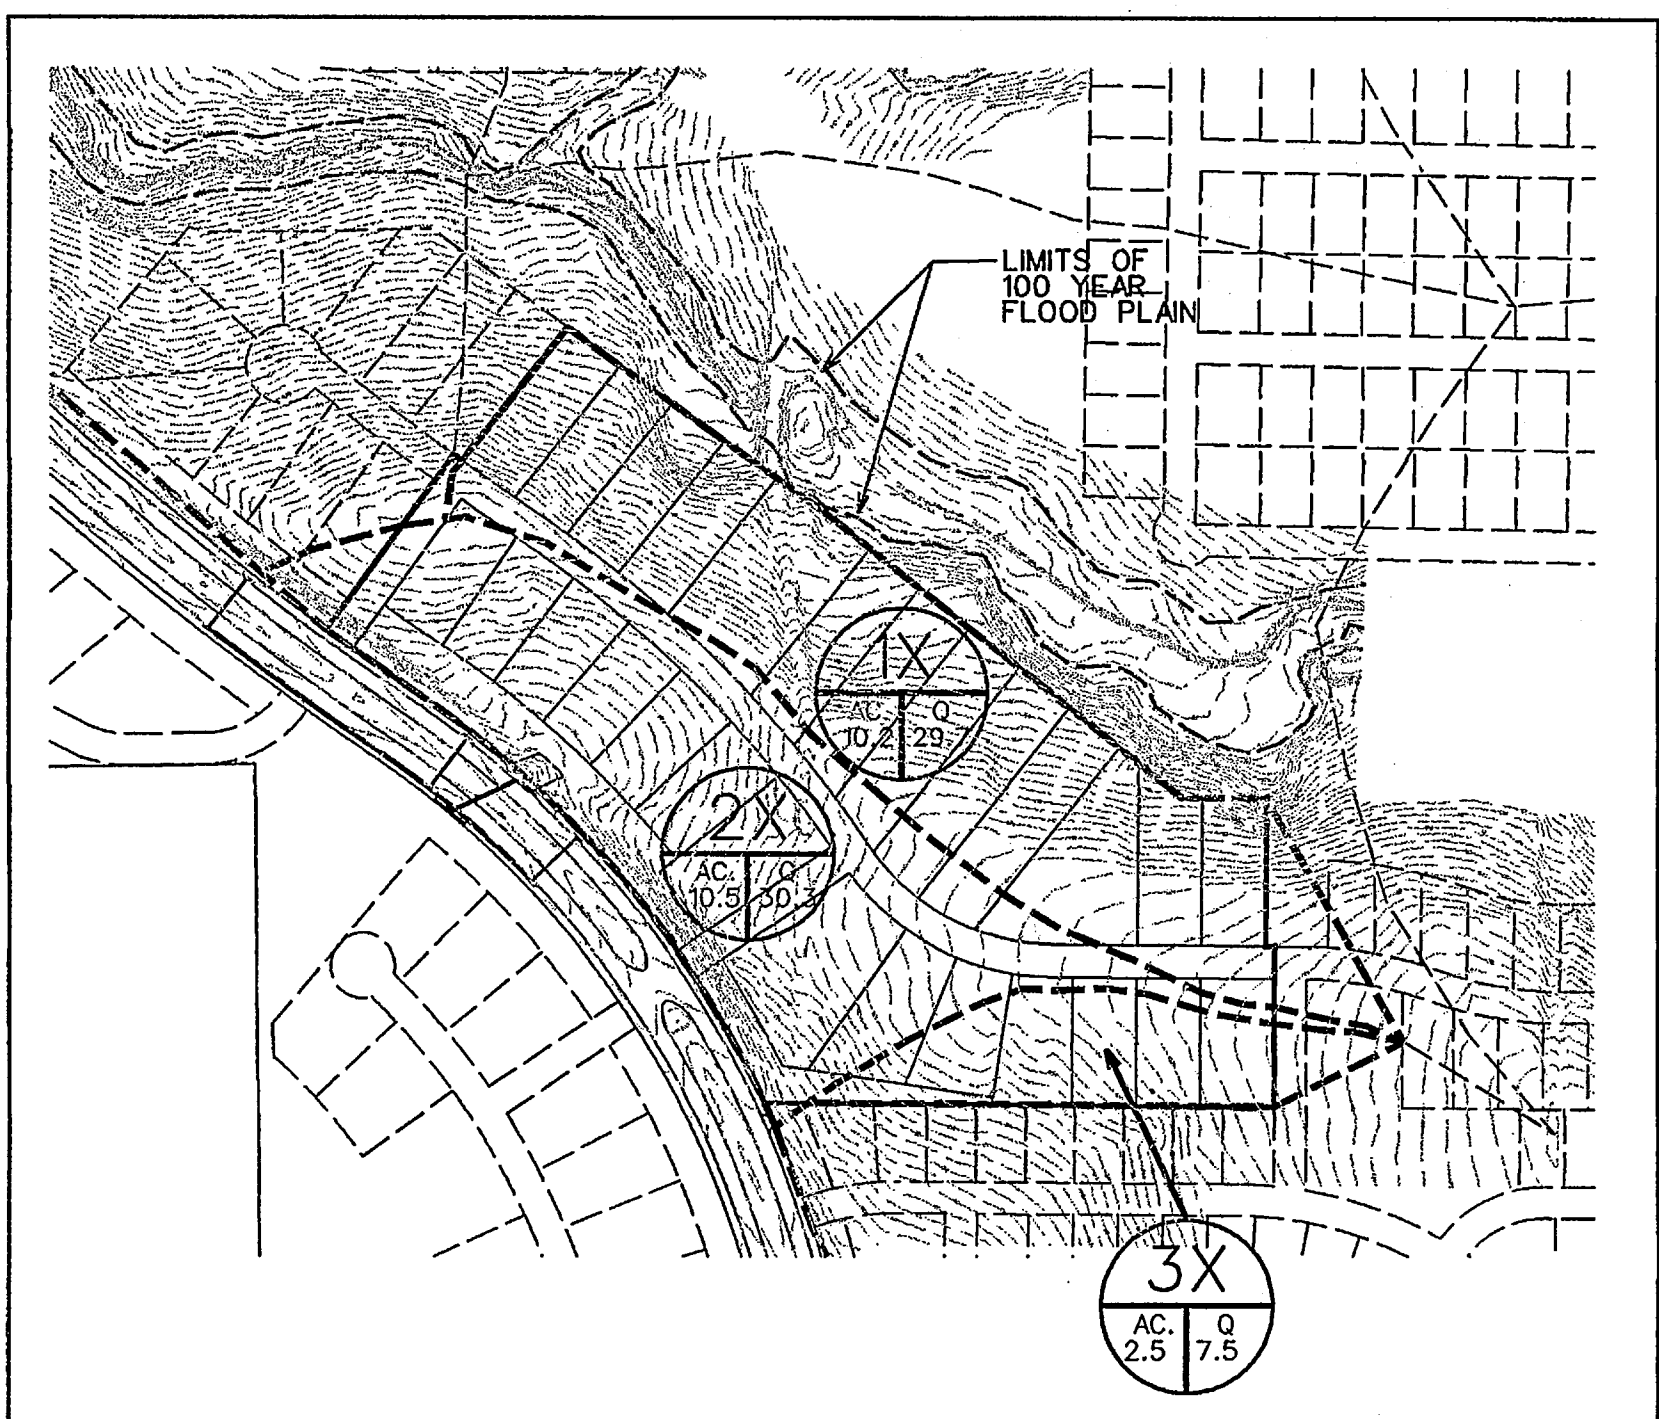 LIMITS OF
100 YEAR
FLOOD PLAIN
1X
AC. Q
10.2 29.7
2X
AC. Q
10.5 30.3
3X
AC. Q
2.5 7.5